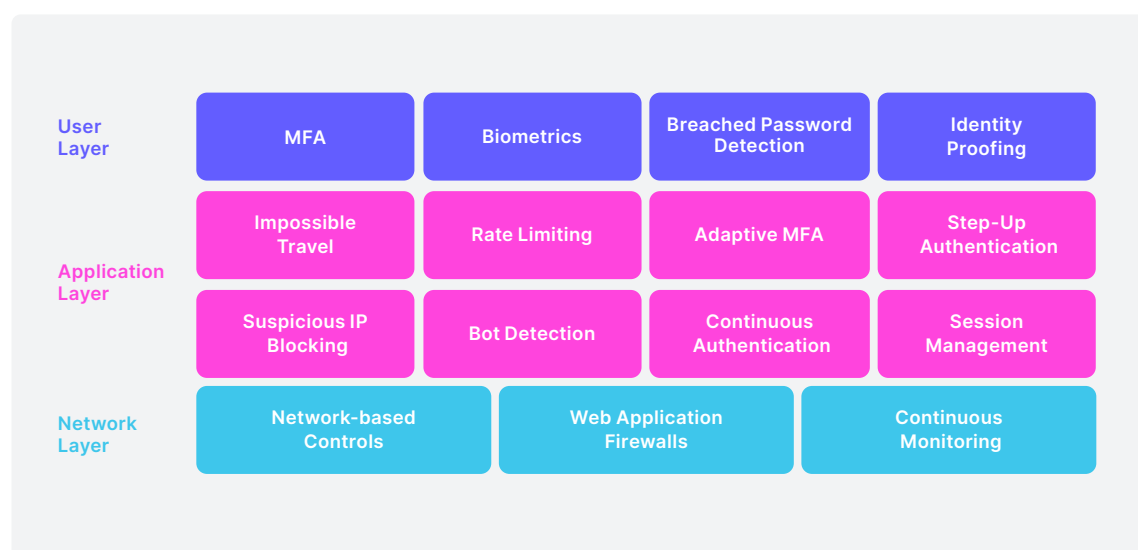 User
Layer
MFA
Biometrics
Breached Password
Detection
Identity
Proofing
Application
Layer
Impossible
Travel
Rate Limiting
Adaptive MFA
Step-Up
Authentication
Suspicious IP
Blocking
Bot Detection
Continuous
Authentication
Session
Management
Network
Layer
Network-based
Controls
Web Application
Firewalls
Continuous
Monitoring